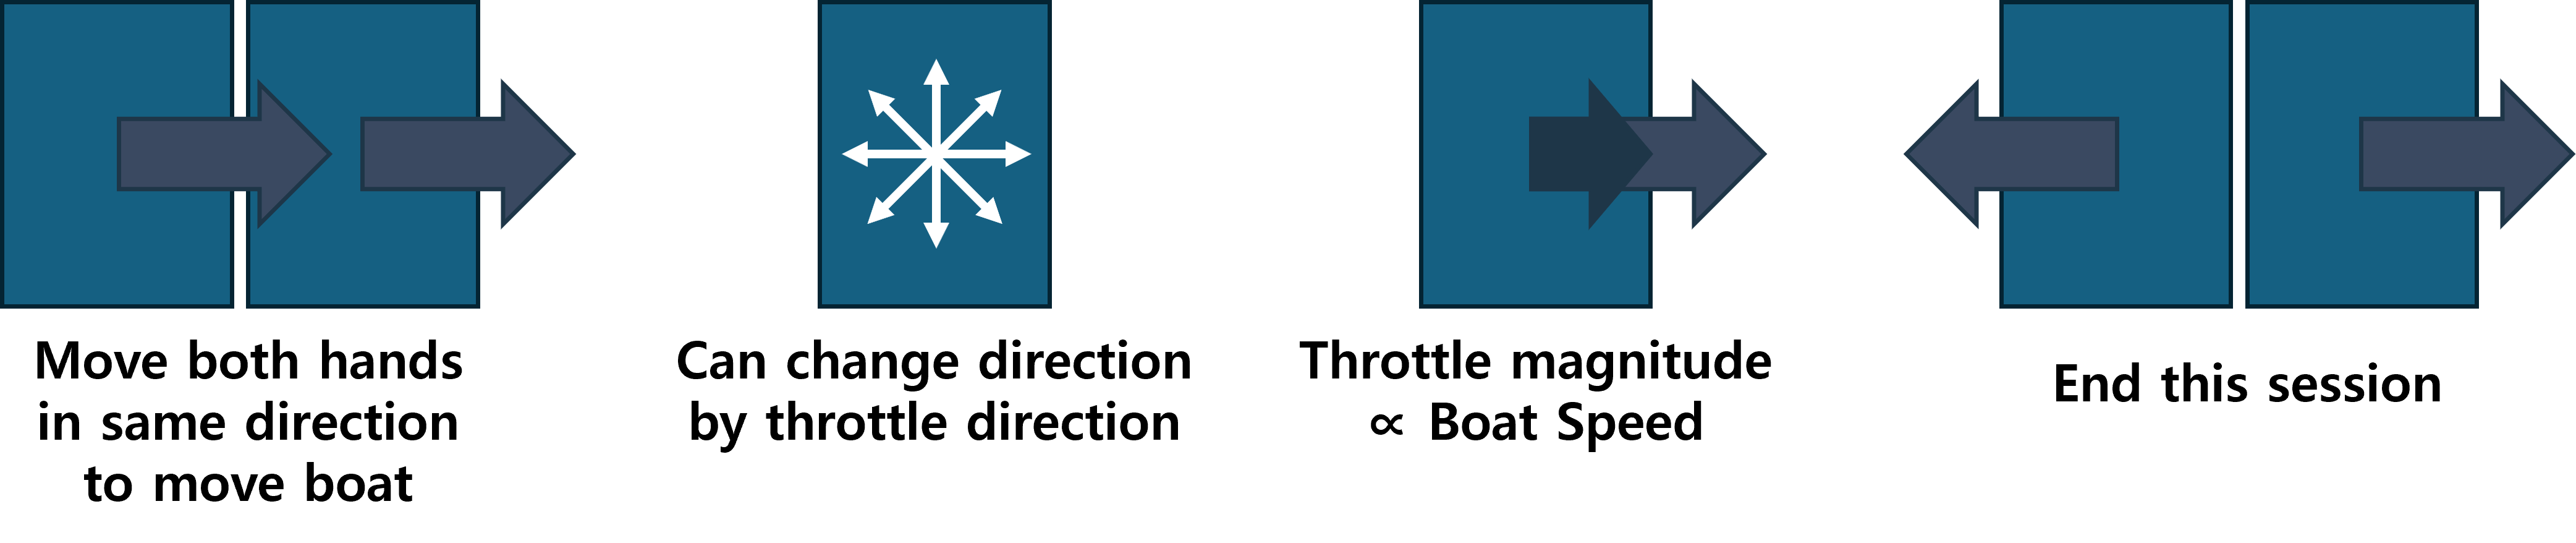 Move both hands
in same direction
to move boat
Can change direction
by throttle direction
Throttle magnitude
∝ Boat Speed
End this session